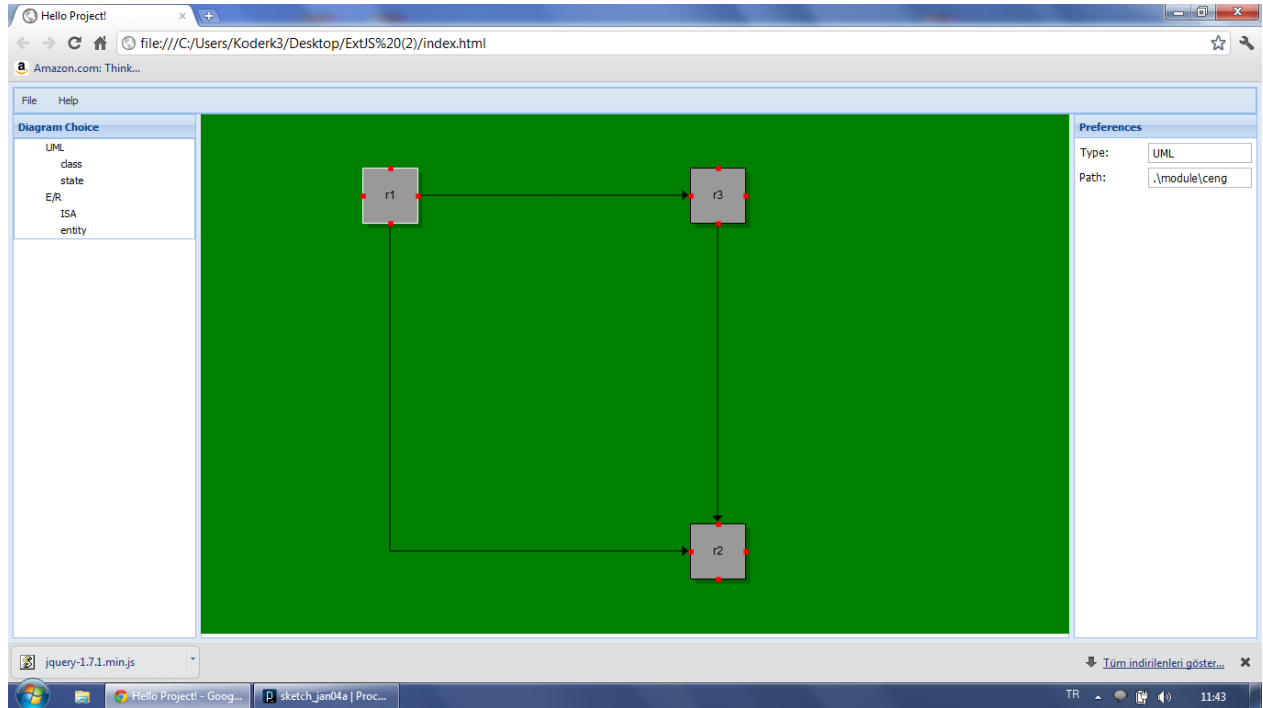 Hello Project!
file:///C:/Users/Koderk3/Desktop/ExtJS%20(2)/index.html
a Amazon.com: Think...
File Help
Diagram Choice
UML
class
state
E/R
ISA
entity
r1
r3
r2
Preferences
Type: UML
Path: .\module\ceng
jquery-1.7.1.min.js
Tüm indirilenleri göster...
Hello Project! - Goog...
p sketch_jan04a | Proc...
TR
11:43